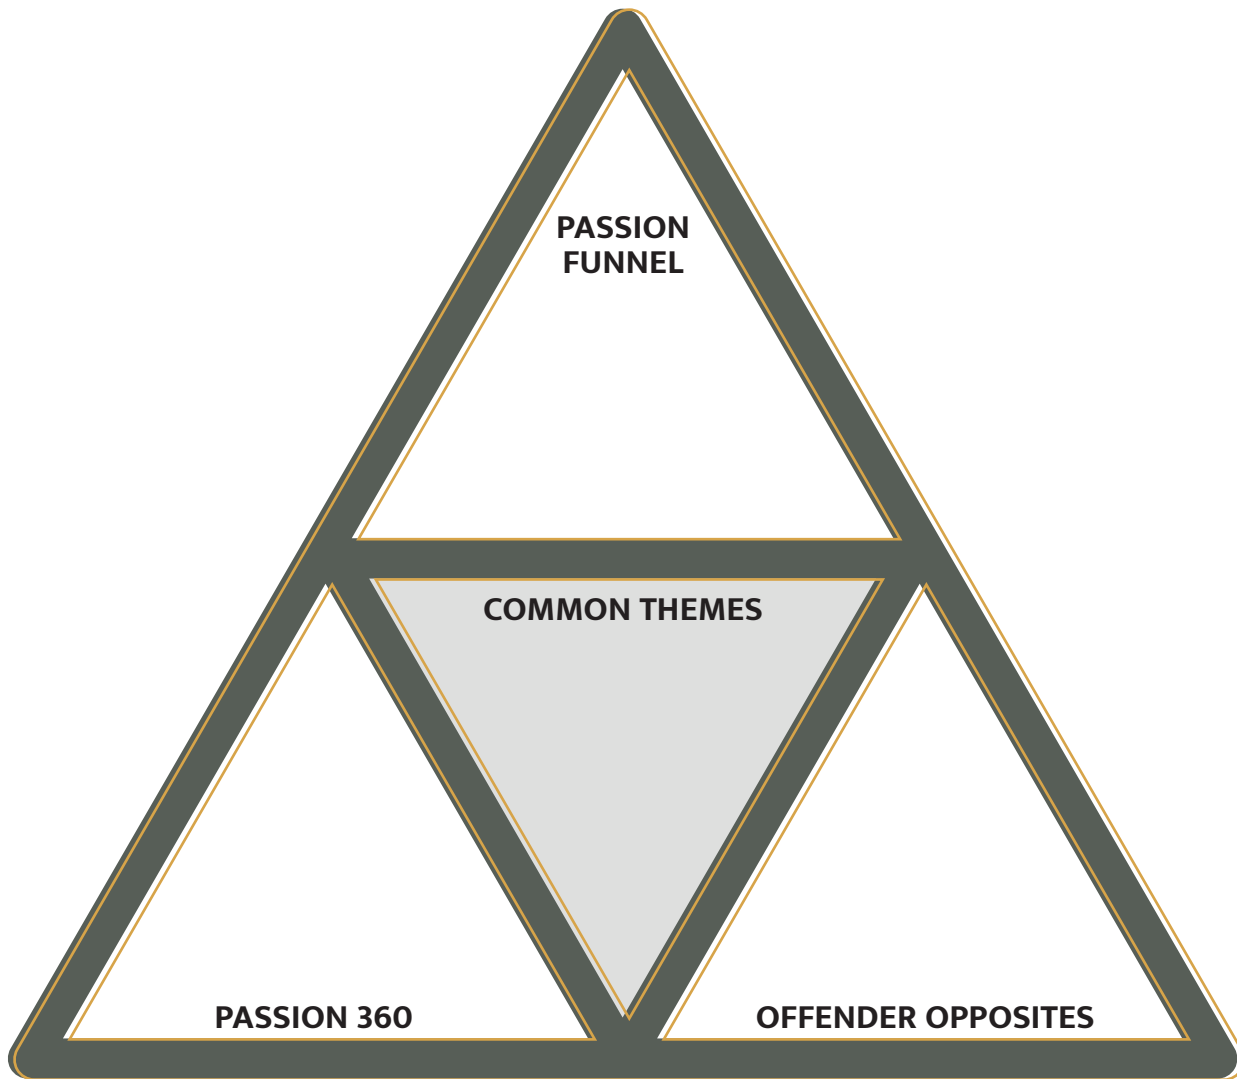 PASSION
FUNNEL
COMMON THEMES
PASSION 360
OFFENDER OPPOSITES